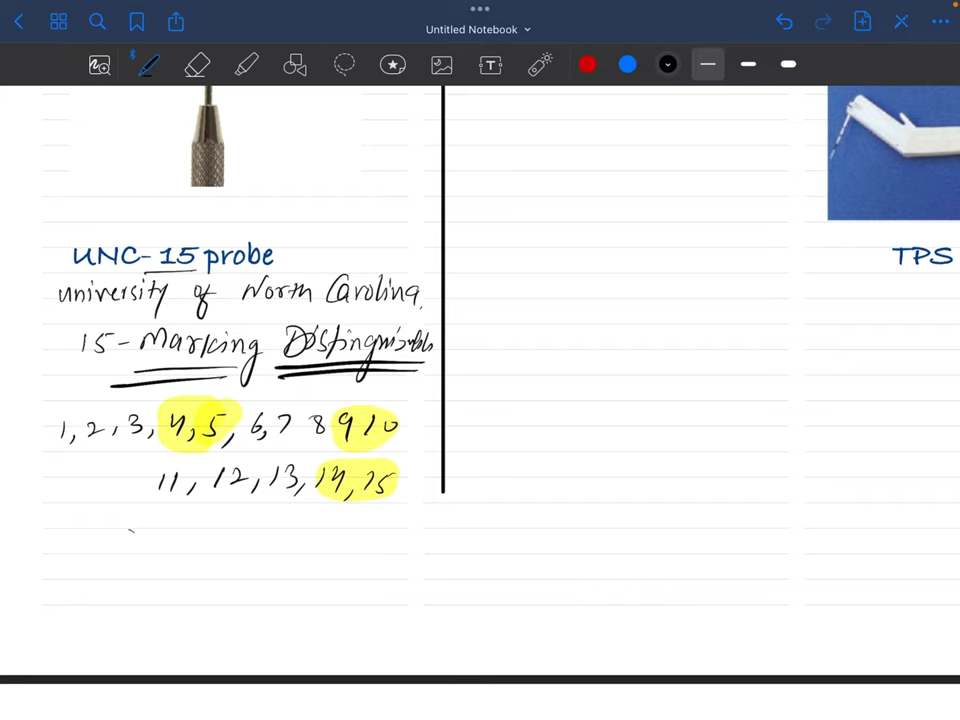 Untitled Notebook
UNC-15 probe
university of North Carolina,
15-Marking Distinguishable
1, 2, 3, 4, 5, 6, 7 8 9 10
11, 12, 13, 14, 15
TPS